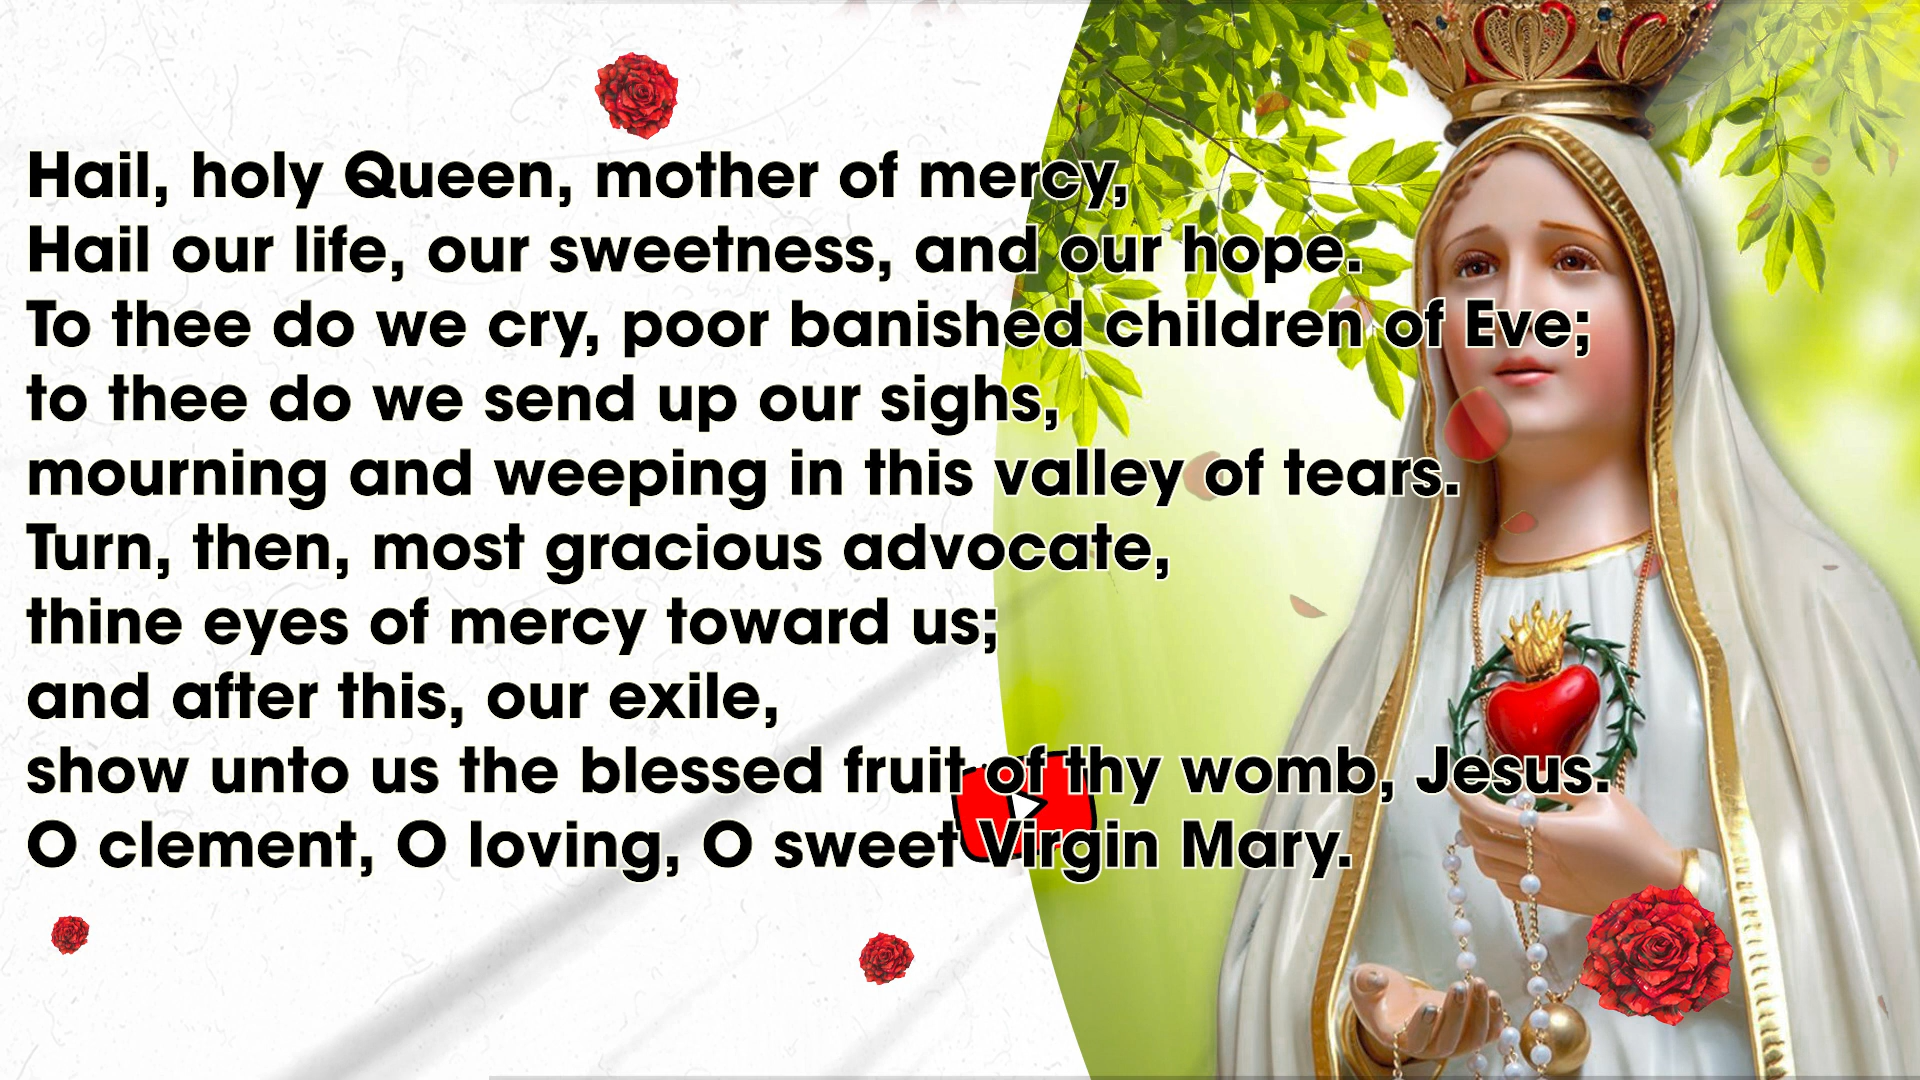 Hail, holy Queen, mother of mercy,
Hail our life, our sweetness, and our hope.
To thee do we cry, poor banished children of Eve;
to thee do we send up our sighs,
mourning and weeping in this valley of tears.
Turn, then, most gracious advocate,
thine eyes of mercy toward us;
and after this, our exile,
show unto us the blessed fruit of thy womb, Jesus.
O clement, O loving, O sweet Virgin Mary.